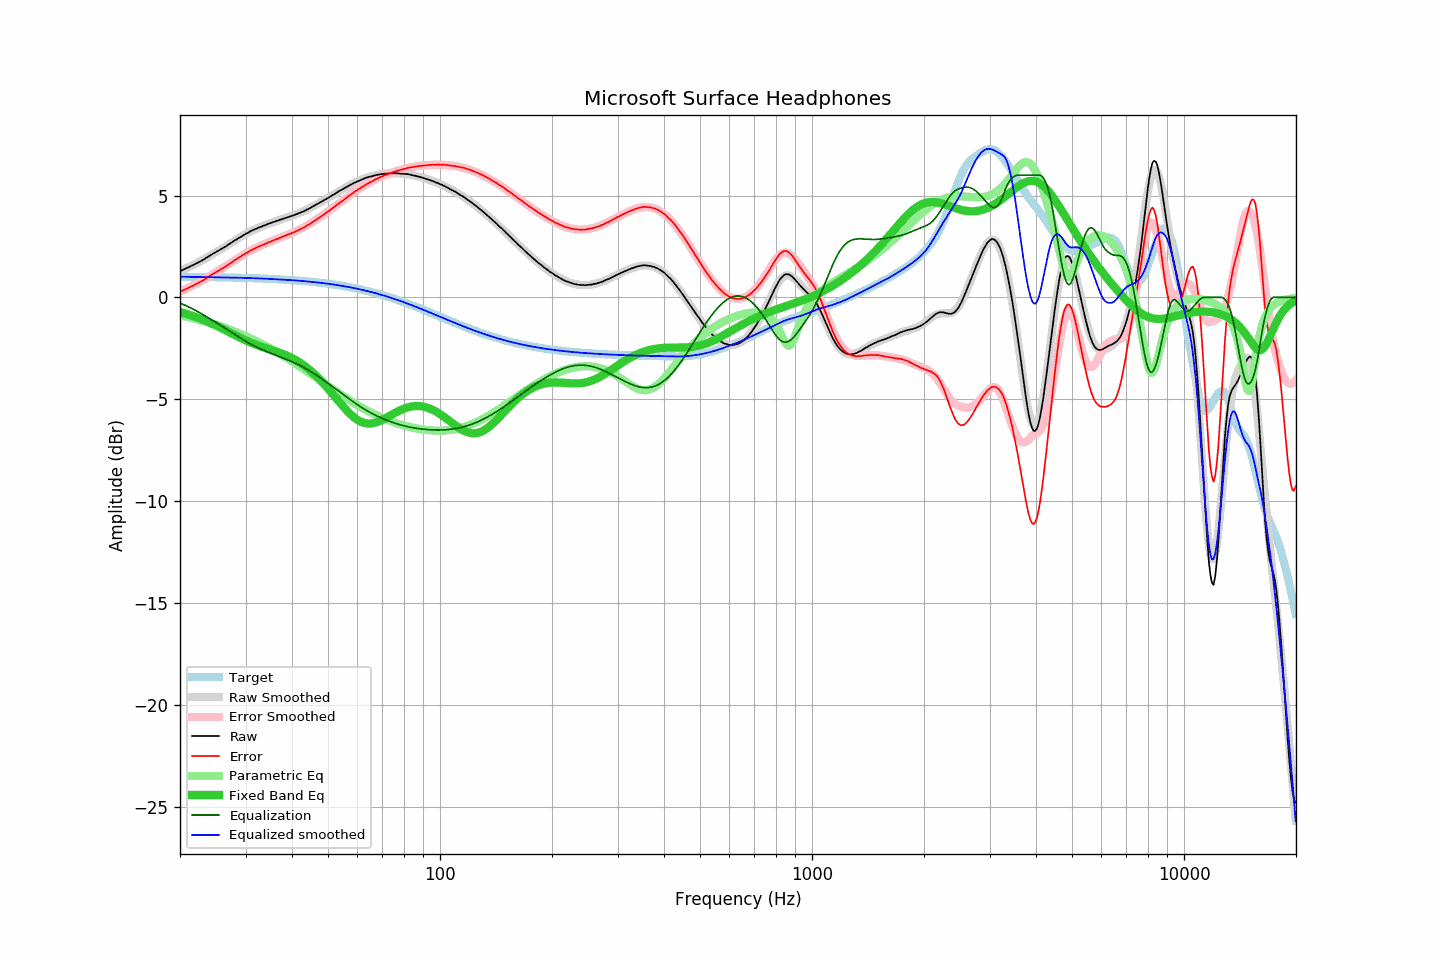 Microsoft Surface Headphones
Amplitude (dBr)
5
0
−5
−10
−15
−20
−25
Target
Raw Smoothed
Error Smoothed
Raw
Error
Parametric Eq
Fixed Band Eq
Equalization
Equalized smoothed
100 1000 10000
Frequency (Hz)